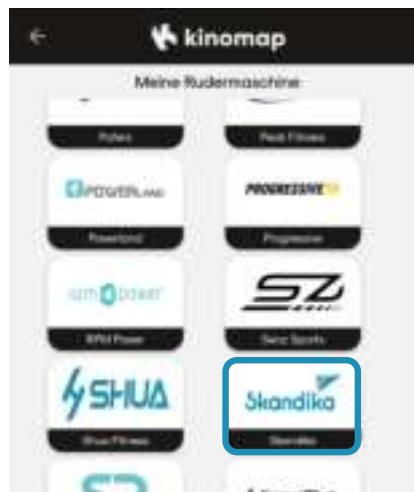 kinomap
Meine Rudermaschine
Peak Fitness
POWERLAND
PROGRESSIVE
Powerland
Progressive
power
SZ
RPM Power
Senz Sports
SHUA
Skandika
Shua Fitness
Skandika